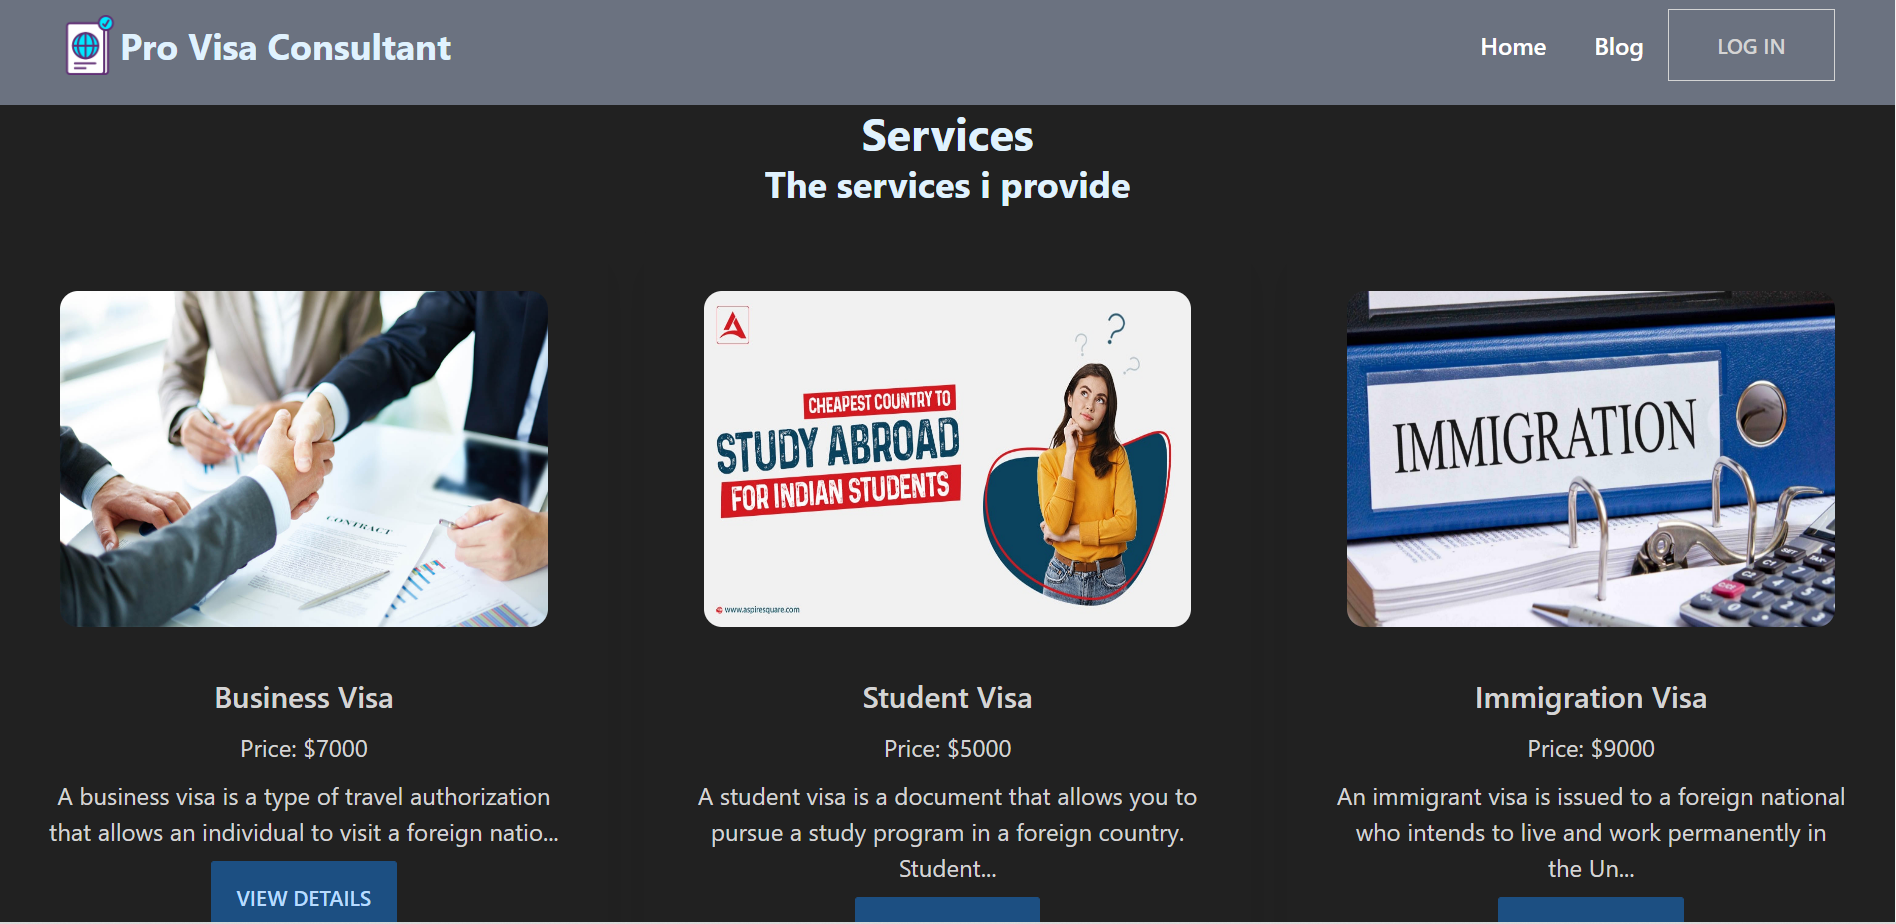 Pro Visa Consultant
Home
Blog
LOG IN
Services
The services i provide
CHEAPEST COUNTRY TO
STUDY ABROAD
FOR INDIAN STUDENTS
www.aspiresquare.com
CONTRACT
IMMIGRATION
Business Visa
Price: $7000
A business visa is a type of travel authorization
that allows an individual to visit a foreign natio...
VIEW DETAILS
Student Visa
Price: $5000
A student visa is a document that allows you to
pursue a study program in a foreign country.
Student...
Immigration Visa
Price: $9000
An immigrant visa is issued to a foreign national
who intends to live and work permanently in
the Un...